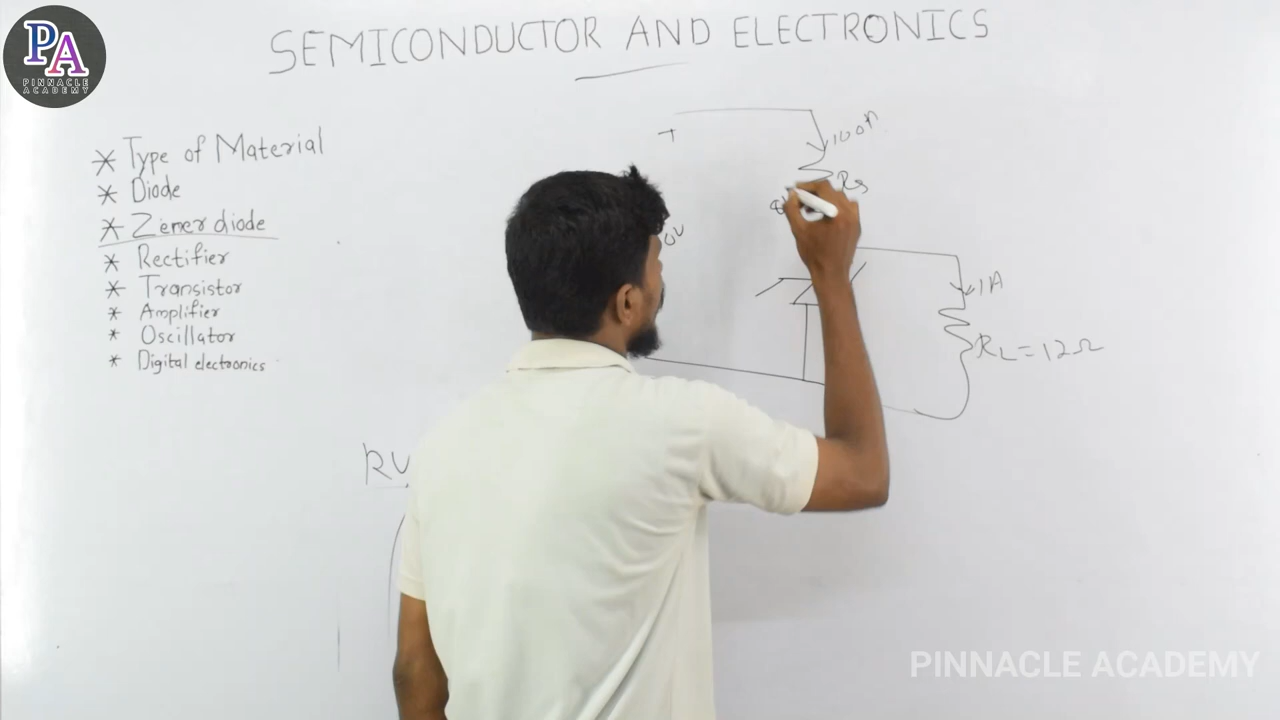 PA
PINNACLE
ACADEMY
SEMICONDUCTOR AND ELECTRONICS
* Type of Material
* Diode
* Zener diode
* Rectifier
* Transistor
* Amplifier
* Oscillator
* Digital electronics
+
Rs
1A
RL=12Ω
RV
PINNACLE ACADEMY